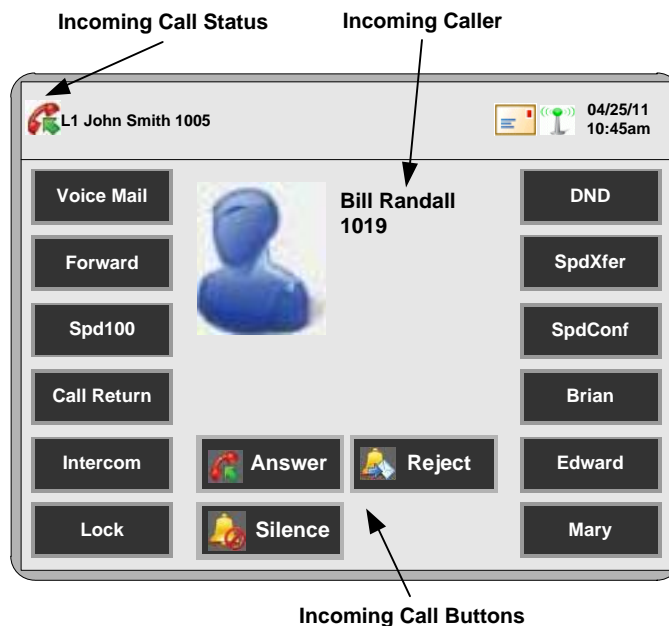 Incoming Call Status
Incoming Caller
L1 John Smith 1005
04/25/11
10:45am
Voice Mail
Bill Randall
1019
DND
Forward
SpdXfer
Spd100
SpdConf
Call Return
Brian
Intercom
Answer
Reject
Edward
Lock
Silence
Mary
Incoming Call Buttons